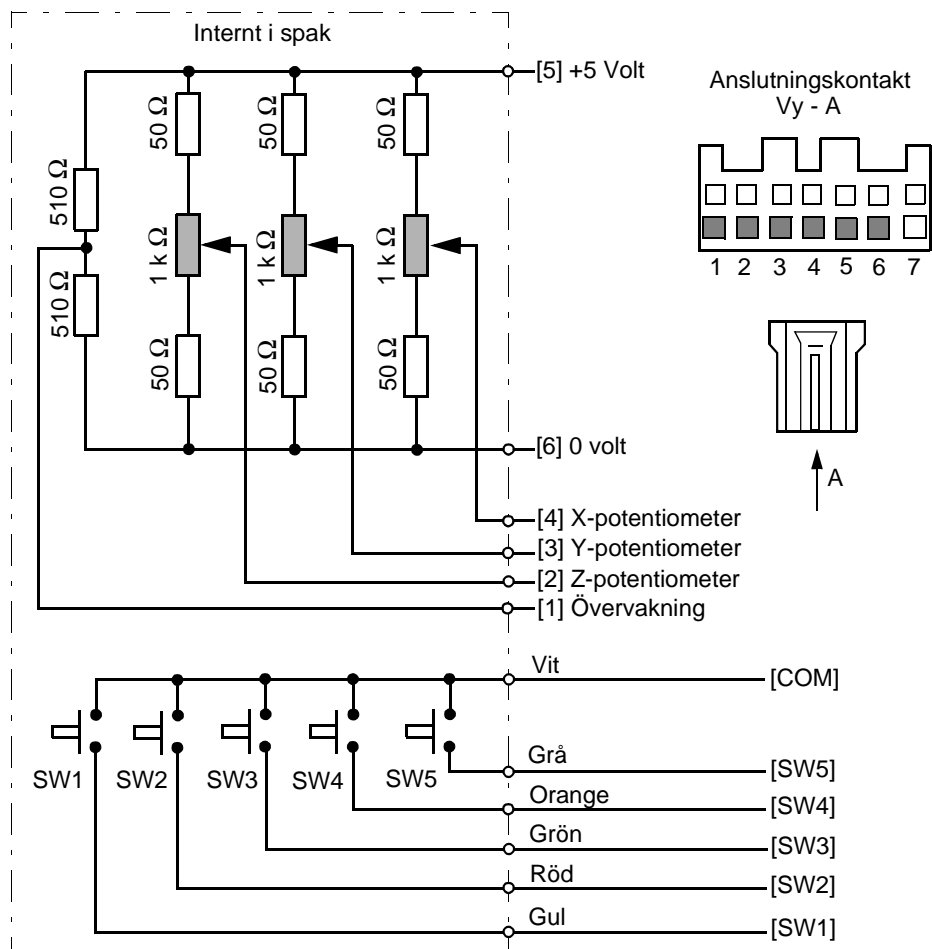 Internt i spak
[5] +5 Volt
50 Ω
50 Ω
50 Ω
510 Ω
1 k Ω
1 k Ω
1 k Ω
510 Ω
50 Ω
50 Ω
50 Ω
[6] 0 volt
[4] X-potentiometer
[3] Y-potentiometer
[2] Z-potentiometer
[1] Övervakning
Anslutningskontakt
Vy - A
1 2 3 4 5 6 7
A
Vit
[COM]
SW1 SW2 SW3 SW4 SW5
Grå
[SW5]
Orange
[SW4]
Grön
[SW3]
Röd
[SW2]
Gul
[SW1]